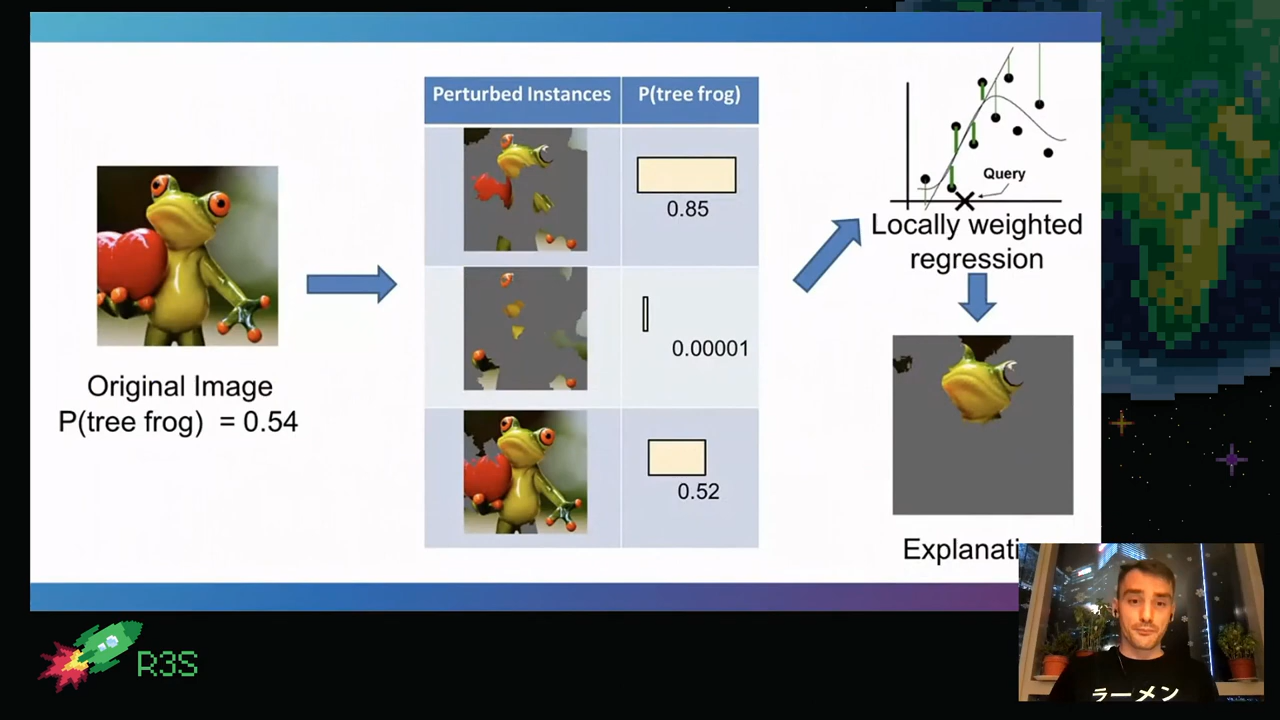 Perturbed Instances
P(tree frog)
0.85
0.00001
0.52
Original Image
P(tree frog) = 0.54
Query
Locally weighted
regression
Explanati
R3S
ラーメン